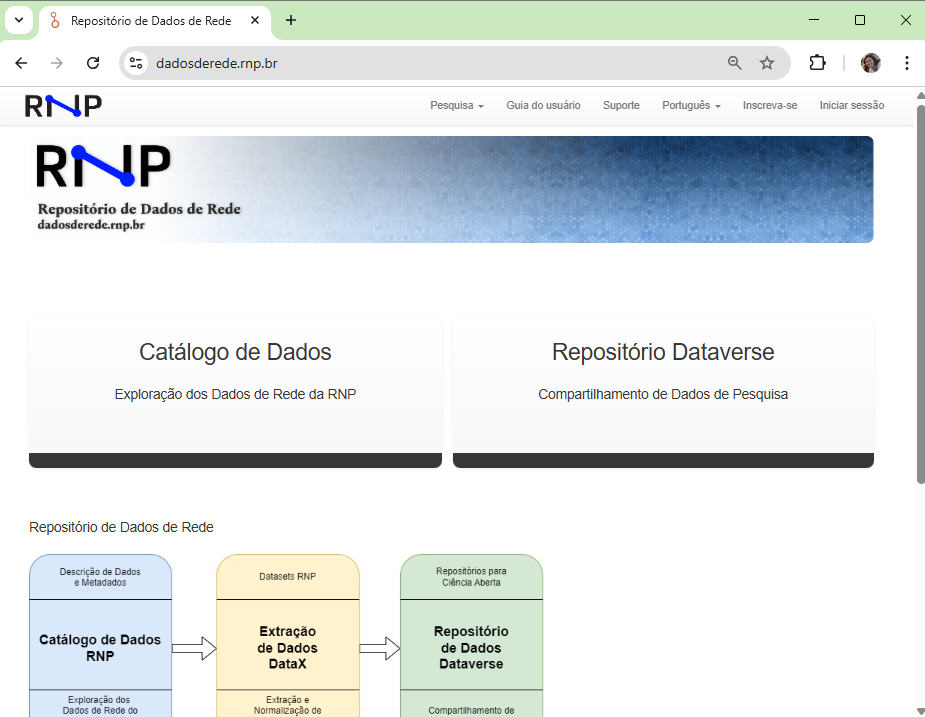 Repositório de Dados de Rede
dadosderede.rnp.br
RNP
Pesquisa
Guia do usuário
Suporte
Português
Inscreva-se
Iniciar sessão
RNP
Repositório de Dados de Rede
dadosderede.rnp.br
Catálogo de Dados
Exploração dos Dados de Rede da RNP
Repositório Dataverse
Compartilhamento de Dados de Pesquisa
Repositório de Dados de Rede
Descrição de Dados
e Metadados
Catálogo de Dados
RNP
Exploração dos
Dados de Rede do
Datasets RNP
Extração
de Dados
DataX
Extração e
Normalização de
Repositórios para
Ciência Aberta
Repositório
de Dados
Dataverse
Compartilhamento de